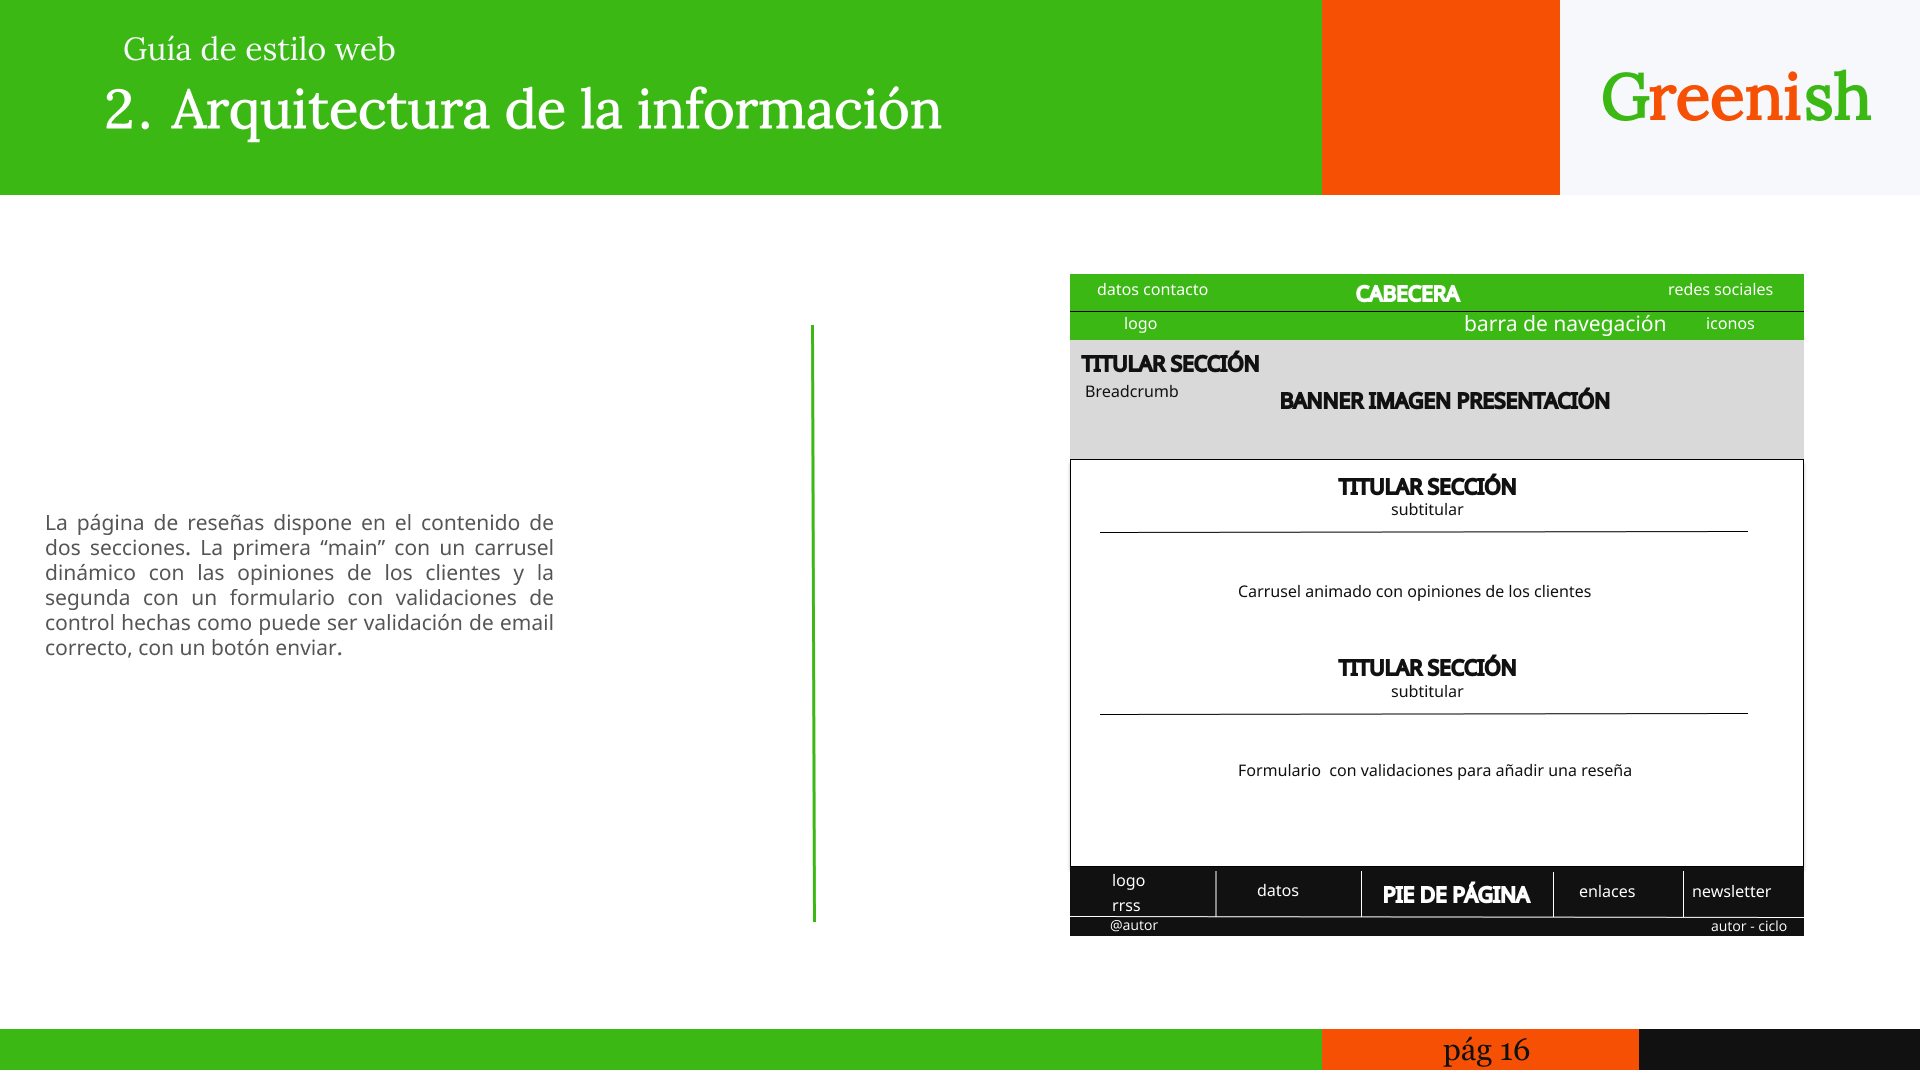 Guía de estilo web
2. Arquitectura de la información
Greenish
La página de reseñas dispone en el contenido de
dos secciones. La primera “main” con un carrusel
dinámico con las opiniones de los clientes y la
segunda con un formulario con validaciones de
control hechas como puede ser validación de email
correcto, con un botón enviar.
datos contacto CABECERA redes sociales
logo barra de navegación iconos
TITULAR SECCIÓN
Breadcrumb
BANNER IMAGEN PRESENTACIÓN
TITULAR SECCIÓN
subtitular
Carrusel animado con opiniones de los clientes
TITULAR SECCIÓN
subtitular
Formulario  con validaciones para añadir una reseña
logo
rrss
datos
PIE DE PÁGINA
enlaces
newsletter
@autor
autor - ciclo
pág 16